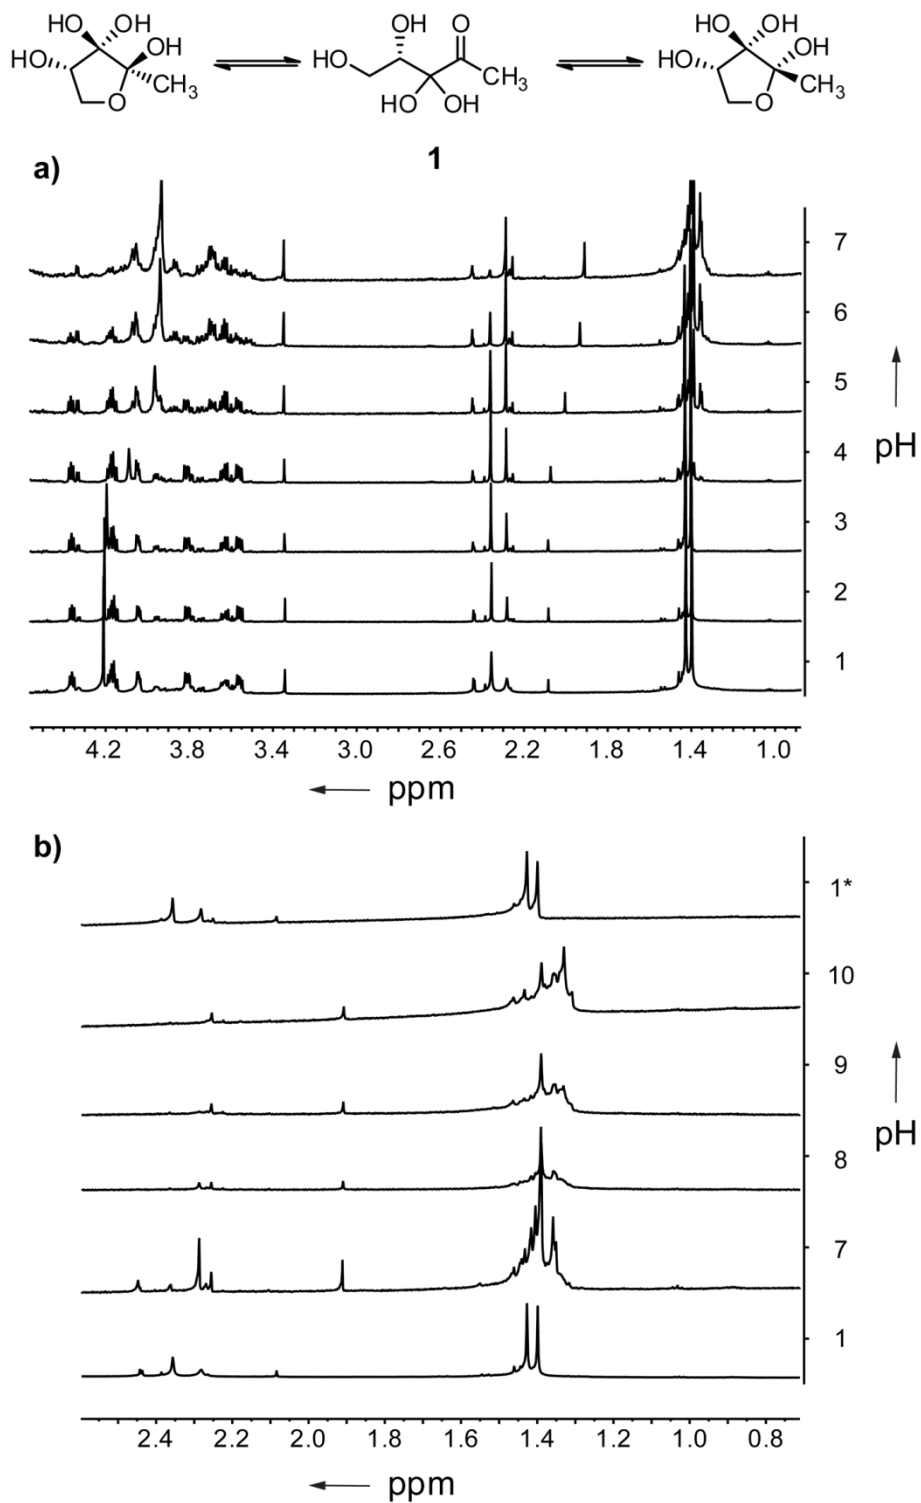 HO OH O HO OH
HO OH OH HO OH
HO
CH₃ CH₃ CH₃
O HO OH O
1
a)
7
6
5
4
3
2
1
pH
4.2 3.8 3.4 3.0 2.6 2.2 1.8 1.4 1.0
ppm
b)
1*
10
9
8
7
1
pH
2.4 2.2 2.0 1.8 1.6 1.4 1.2 1.0 0.8
ppm